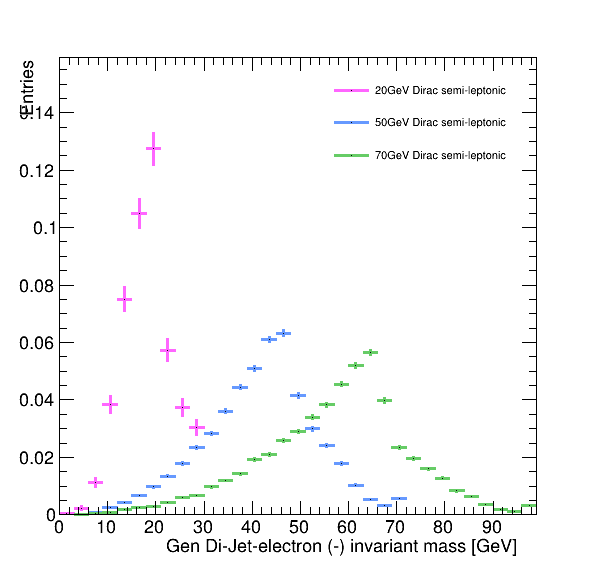 Entries
20GeV Dirac semi-leptonic
50GeV Dirac semi-leptonic
70GeV Dirac semi-leptonic
0.14
0.12
0.1
0.08
0.06
0.04
0.02
0
0 10 20 30 40 50 60 70 80 90
Gen Di-Jet-electron (-) invariant mass [GeV]